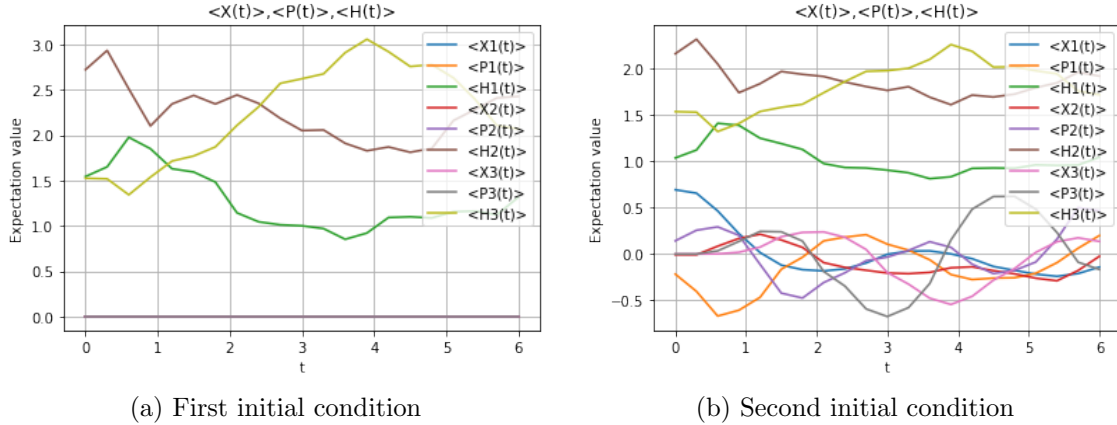 <X(t)>,<P(t)>,<H(t)>
Expectation value
3.0
2.5
2.0
1.5
1.0
0.5
0.0
0 1 2 3 4 5 6
t
<X1(t)>
<P1(t)>
<H1(t)>
<X2(t)>
<P2(t)>
<H2(t)>
<X3(t)>
<P3(t)>
<H3(t)>
(a) First initial condition
<X(t)>,<P(t)>,<H(t)>
Expectation value
2.0
1.5
1.0
0.5
0.0
−0.5
0 1 2 3 4 5 6
t
<X1(t)>
<P1(t)>
<H1(t)>
<X2(t)>
<P2(t)>
<H2(t)>
<X3(t)>
<P3(t)>
<H3(t)>
(b) Second initial condition